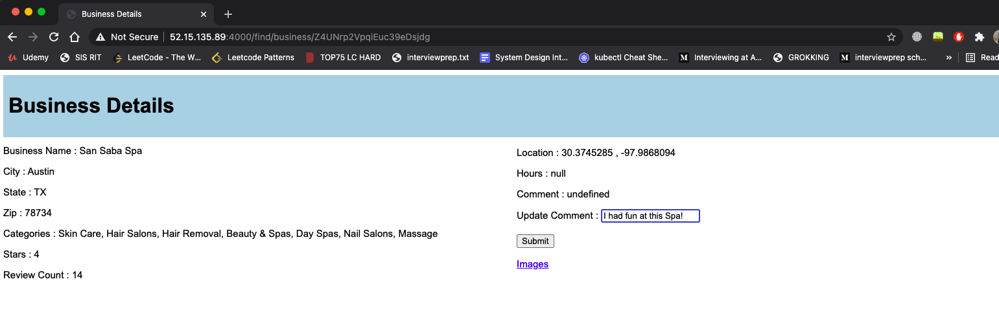 Business Details
Not Secure 52.15.135.89:4000/find/business/Z4UNrp2VpqiEuc39eDsjdg
Udemy SIS RIT LeetCode - The W... Leetcode Patterns TOP75 LC HARD interviewprep.txt System Design Int... kubectl Cheat She... Interviewing at A... GROKKING interviewprep sch... » Read
Business Details
Business Name : San Saba Spa
City : Austin
State : TX
Zip : 78734
Categories : Skin Care, Hair Salons, Hair Removal, Beauty & Spas, Day Spas, Nail Salons, Massage
Stars : 4
Review Count : 14
Location : 30.3745285 , -97.9868094
Hours : null
Comment : undefined
Update Comment : I had fun at this Spa!
Submit
Images